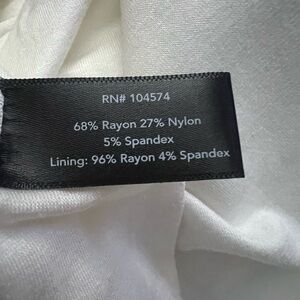 RN# 104574
68% Rayon 27% Nylon
5% Spandex
Lining: 96% Rayon 4% Spandex